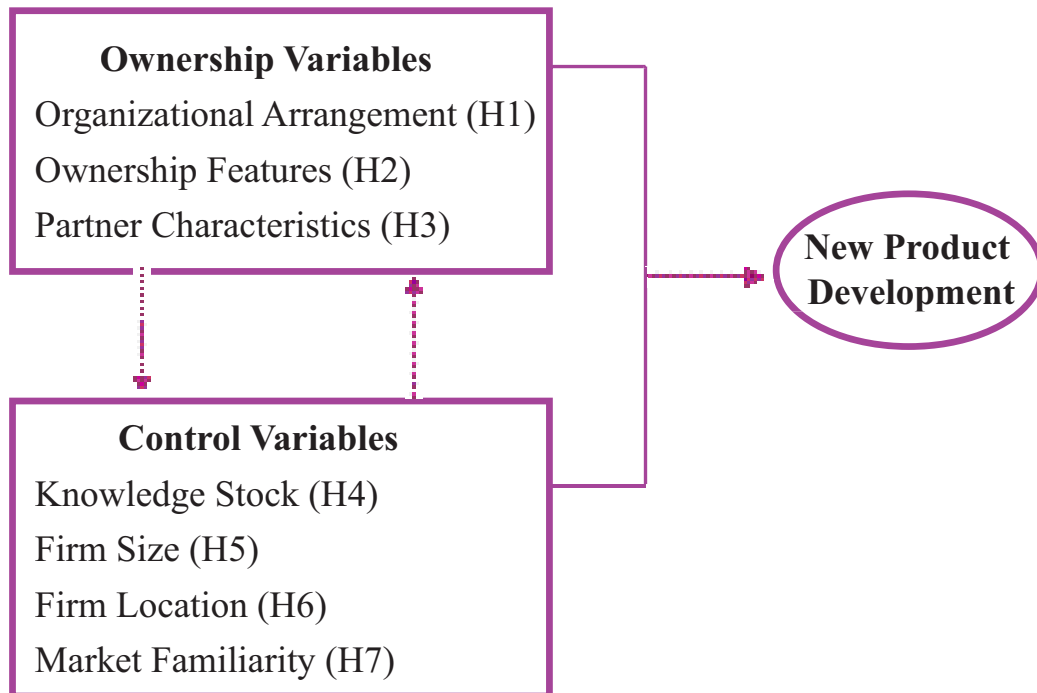 Ownership Variables
Organizational Arrangement (H1)
Ownership Features (H2)
Partner Characteristics (H3)
New Product
Development
Control Variables
Knowledge Stock (H4)
Firm Size (H5)
Firm Location (H6)
Market Familiarity (H7)